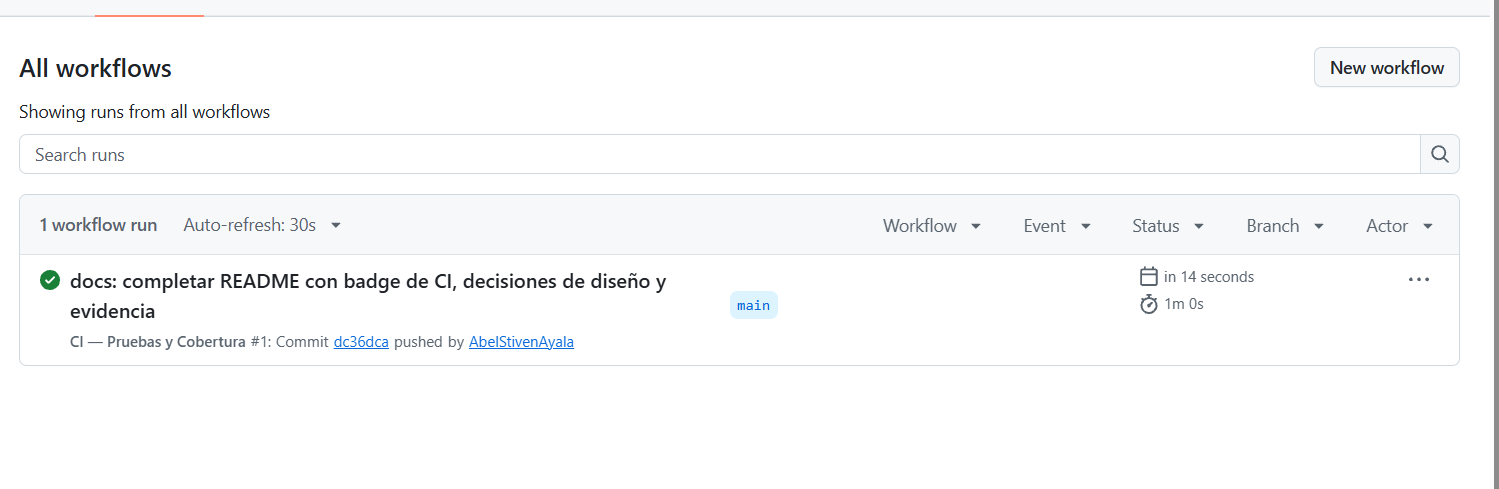 All workflows
New workflow
Showing runs from all workflows
Search runs
1 workflow run Auto-refresh: 30s Workflow Event Status Branch Actor
docs: completar README con badge de CI, decisiones de diseño y
evidencia
main
in 14 seconds
1m 0s
CI — Pruebas y Cobertura #1: Commit dc36dca pushed by AbelStivenAyala